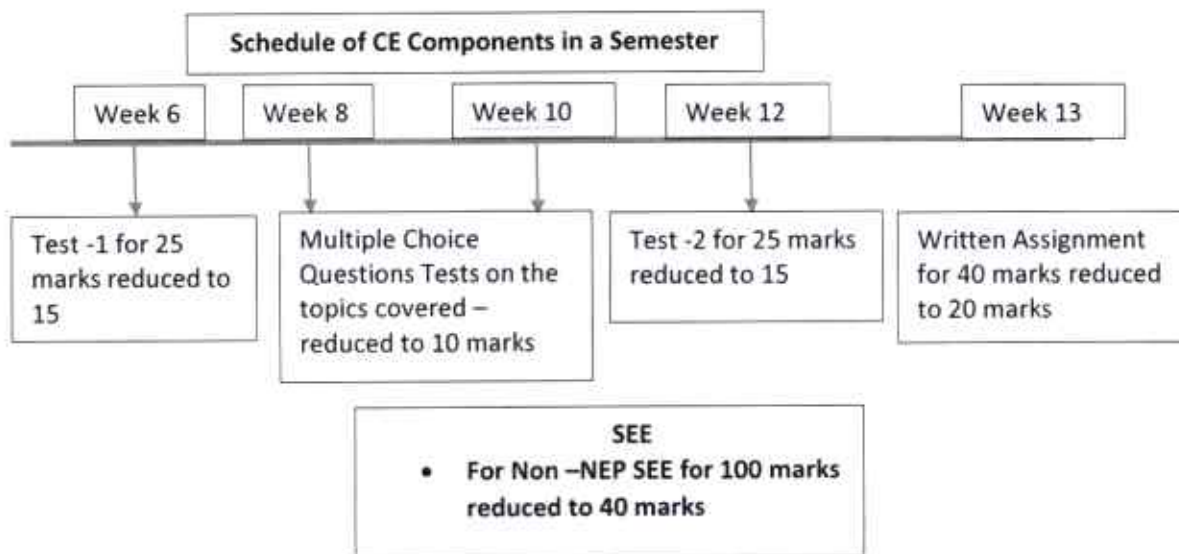 Schedule of CE Components in a Semester
Week 6
Week 8
Week 10
Week 12
Week 13
Test -1 for 25
marks reduced to
15
Multiple Choice
Questions Tests on the
topics covered –
reduced to 10 marks
Test -2 for 25 marks
reduced to 15
Written Assignment
for 40 marks reduced
to 20 marks
SEE
• For Non –NEP SEE for 100 marks
reduced to 40 marks